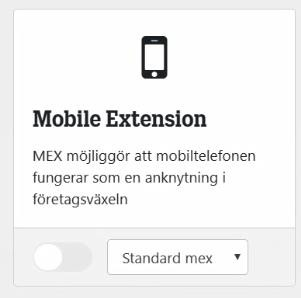 Mobile Extension
MEX möjliggör att mobiltelefonen
fungerar som en anknytning i
företagsväxeln
Standard mex